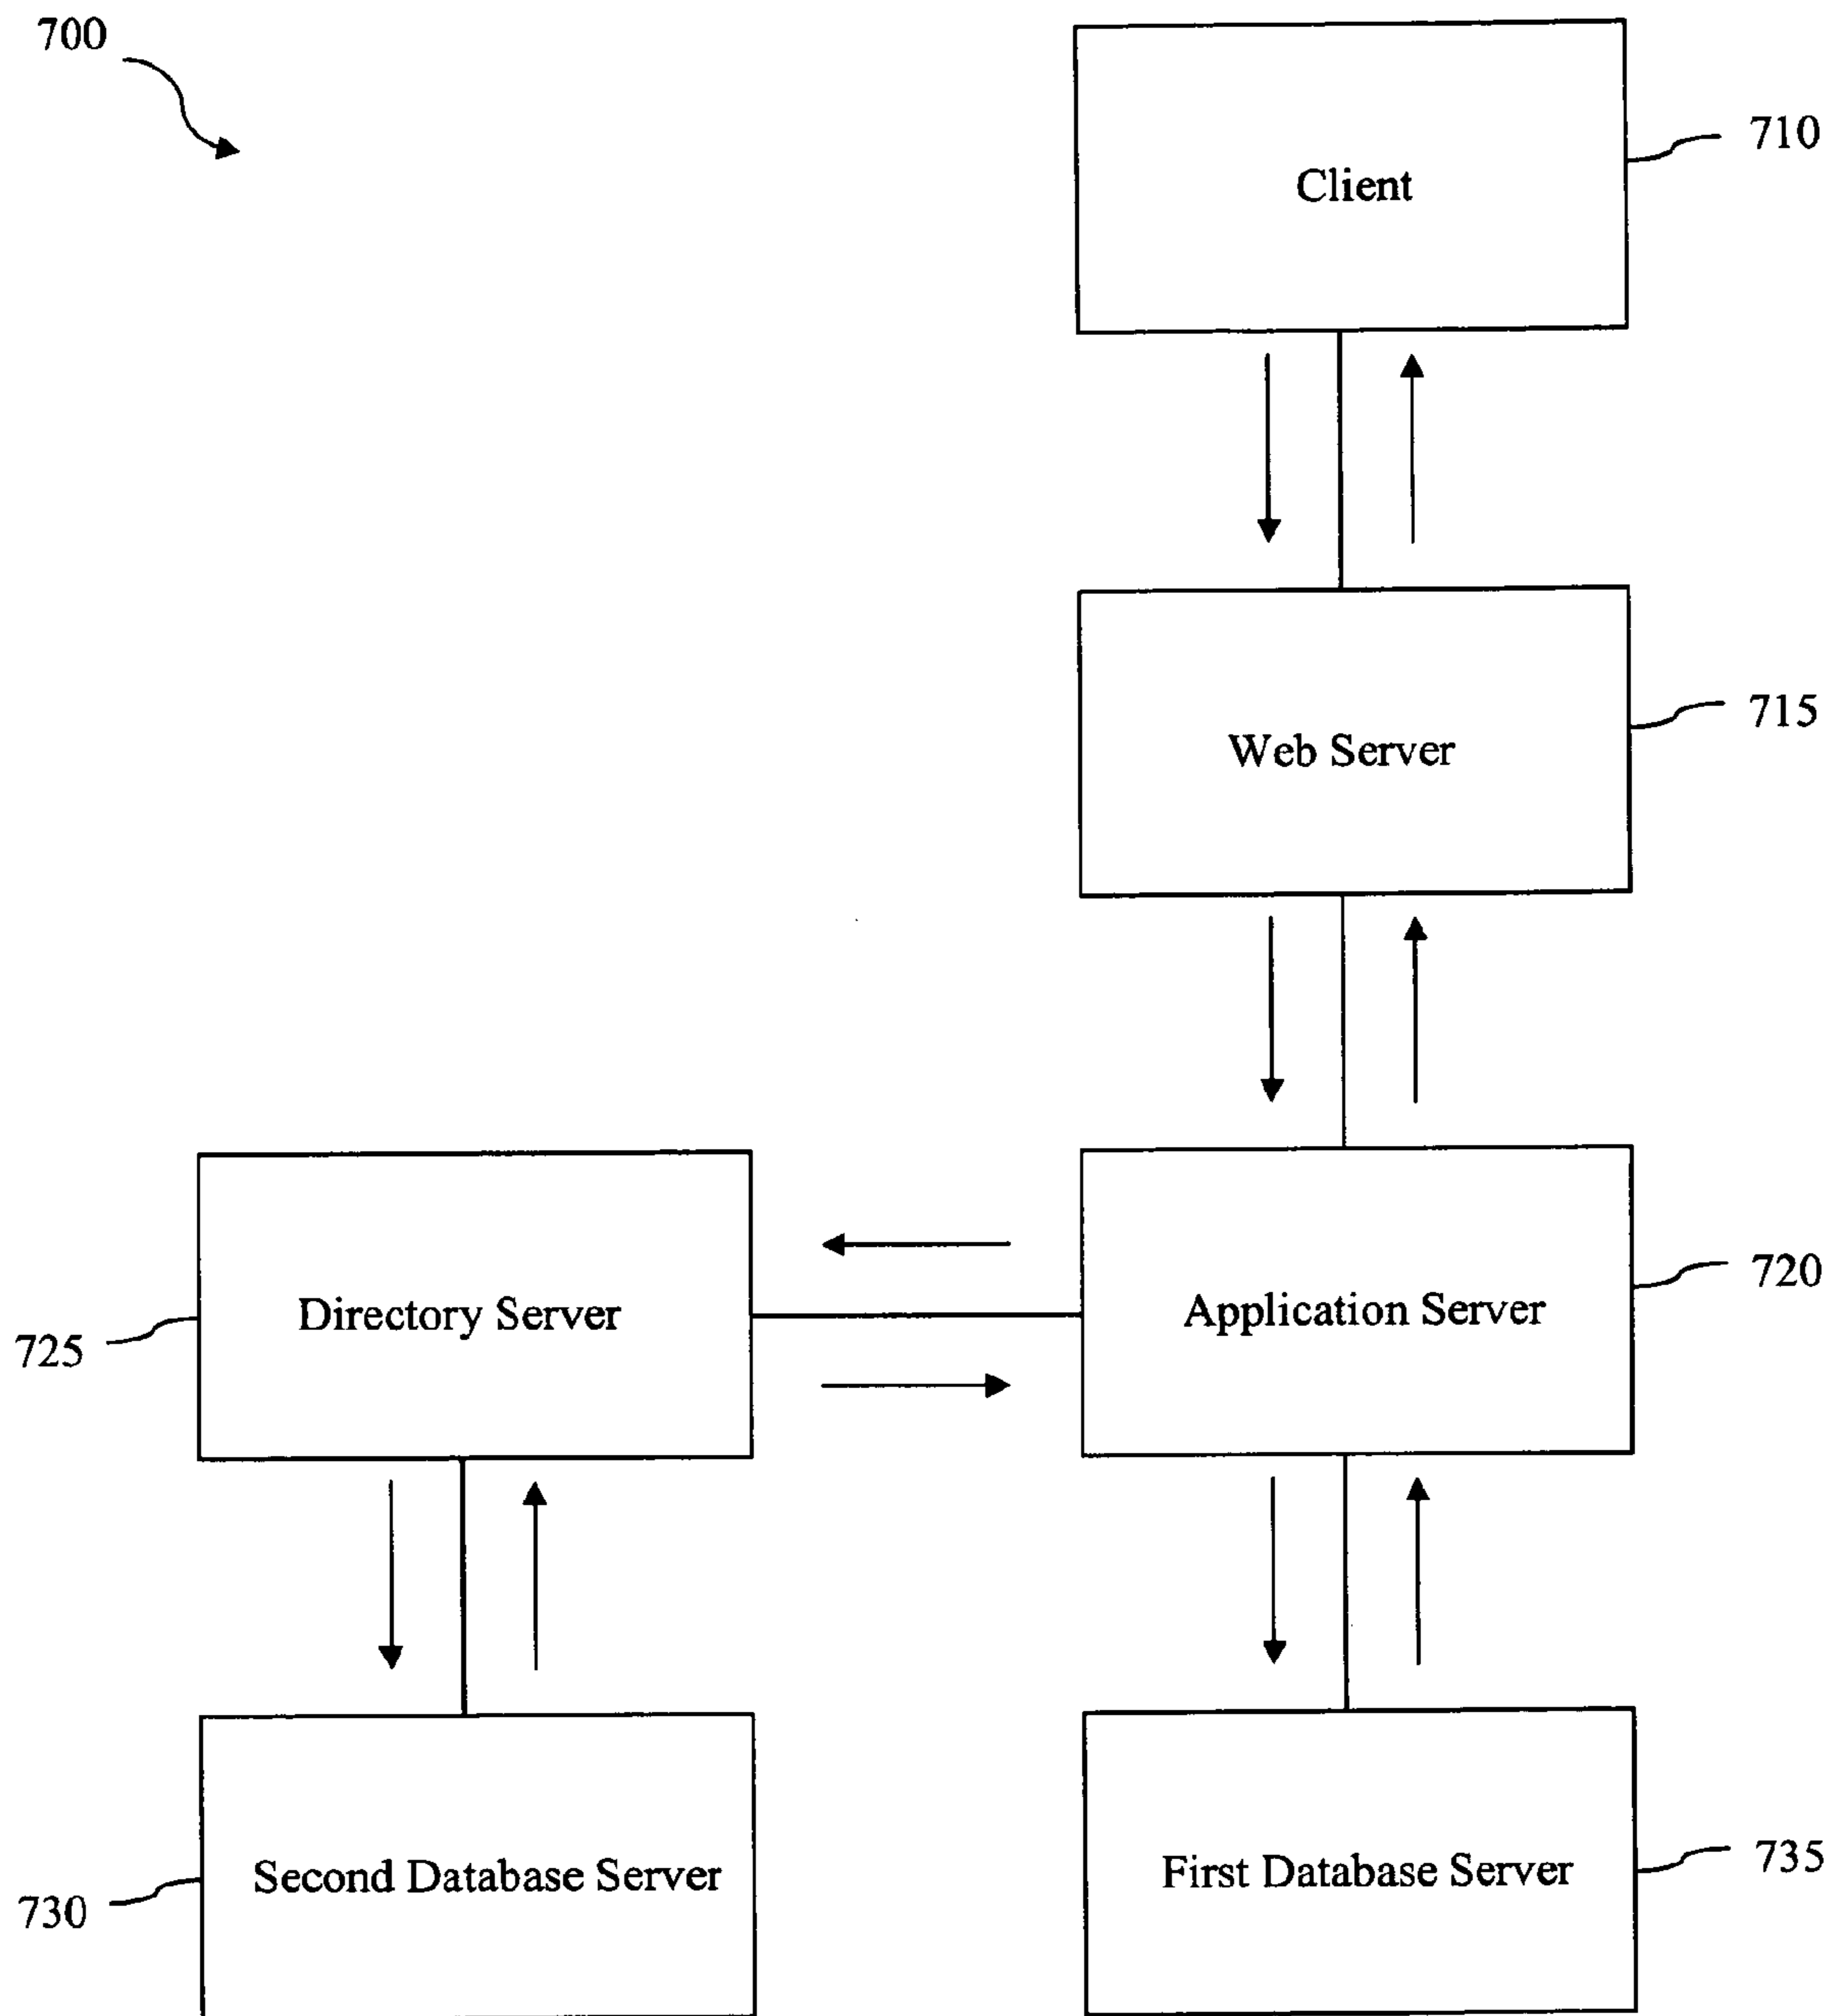 700
710
Client
715
Web Server
720
Directory Server
Application Server
725
735
Second Database Server
First Database Server
730